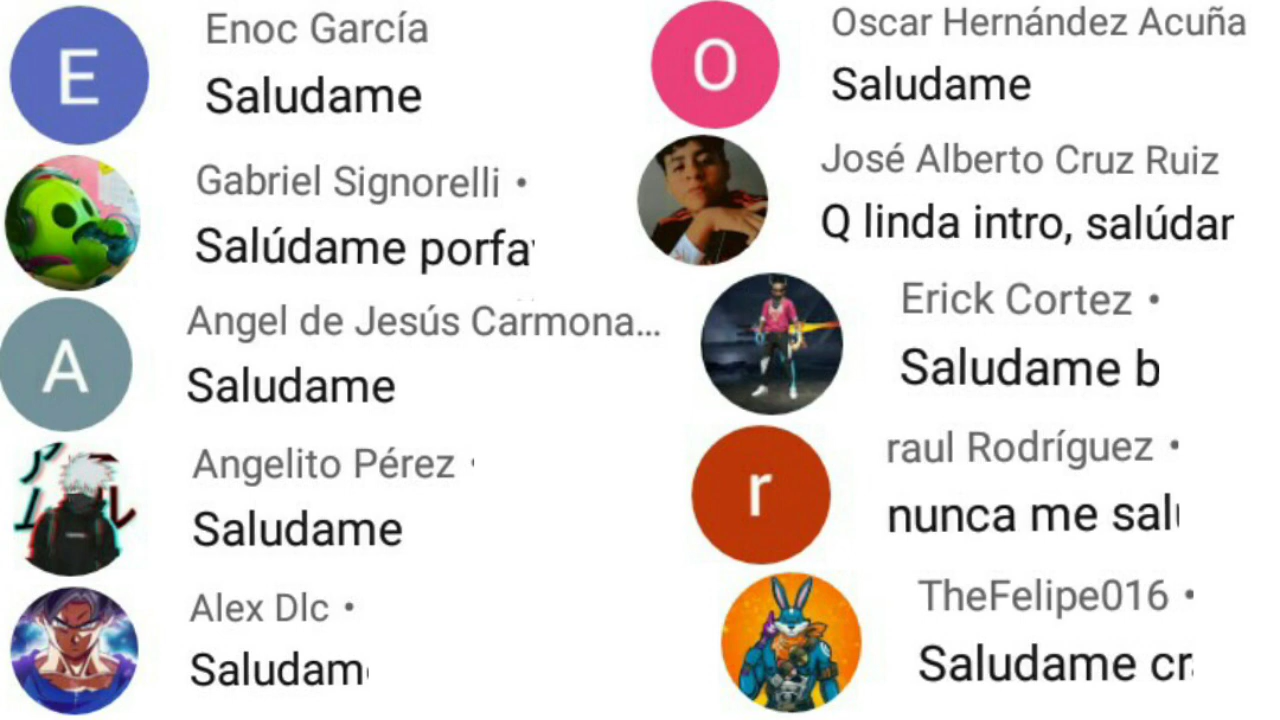 E
Enoc García
Saludame
Gabriel Signorelli •
Salúdame porfa
A
Angel de Jesús Carmona...
Saludame
Angelito Pérez
Saludame
Alex Dlc •
Saludam
O
Oscar Hernández Acuña
Saludame
José Alberto Cruz Ruiz
Q linda intro, salúdar
Erick Cortez •
Saludame b
r
raul Rodríguez •
nunca me sal
TheFelipe016 •
Saludame cr